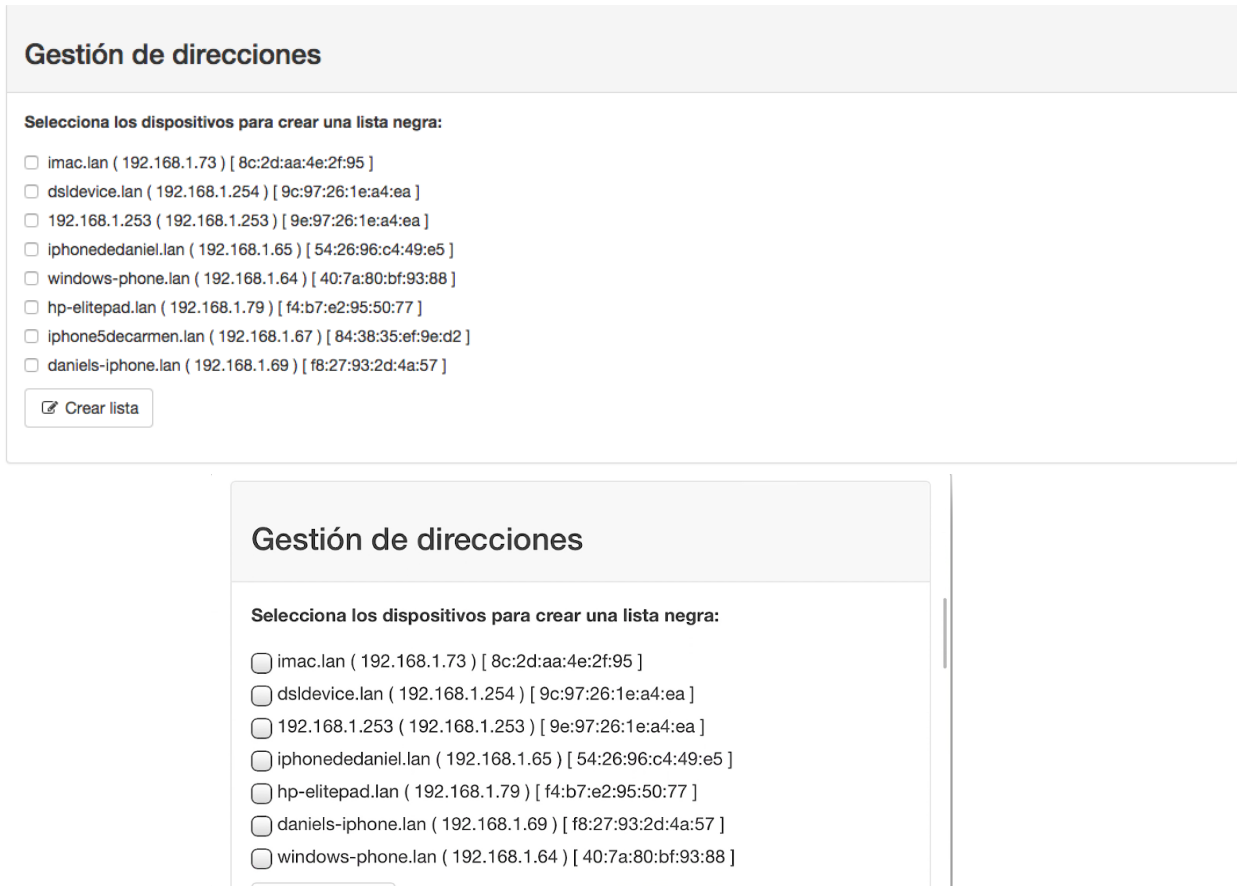 Gestión de direcciones
Selecciona los dispositivos para crear una lista negra:
imac.lan ( 192.168.1.73 ) [ 8c:2d:aa:4e:2f:95 ]
dsldevice.lan ( 192.168.1.254 ) [ 9c:97:26:1e:a4:ea ]
192.168.1.253 ( 192.168.1.253 ) [ 9e:97:26:1e:a4:ea ]
iphonededaniel.lan ( 192.168.1.65 ) [ 54:26:96:c4:49:e5 ]
windows-phone.lan ( 192.168.1.64 ) [ 40:7a:80:bf:93:88 ]
hp-elitepad.lan ( 192.168.1.79 ) [ f4:b7:e2:95:50:77 ]
iphone5decarmen.lan ( 192.168.1.67 ) [ 84:38:35:ef:9e:d2 ]
daniels-iphone.lan ( 192.168.1.69 ) [ f8:27:93:2d:4a:57 ]
Crear lista
Gestión de direcciones
Selecciona los dispositivos para crear una lista negra:
imac.lan ( 192.168.1.73 ) [ 8c:2d:aa:4e:2f:95 ]
dsldevice.lan ( 192.168.1.254 ) [ 9c:97:26:1e:a4:ea ]
192.168.1.253 ( 192.168.1.253 ) [ 9e:97:26:1e:a4:ea ]
iphonededaniel.lan ( 192.168.1.65 ) [ 54:26:96:c4:49:e5 ]
hp-elitepad.lan ( 192.168.1.79 ) [ f4:b7:e2:95:50:77 ]
daniels-iphone.lan ( 192.168.1.69 ) [ f8:27:93:2d:4a:57 ]
windows-phone.lan ( 192.168.1.64 ) [ 40:7a:80:bf:93:88 ]